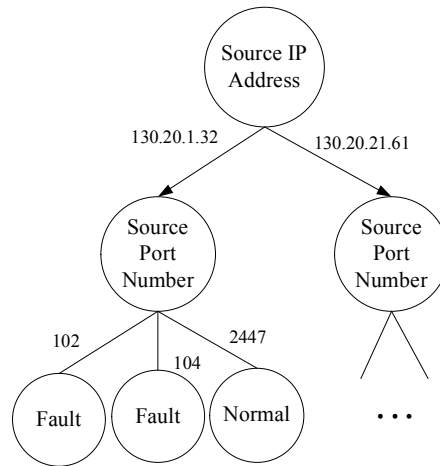 Source IP
Address
130.20.1.32
130.20.21.61
Source
Port
Number
Source
Port
Number
102
104
2447
Fault
Fault
Normal
...